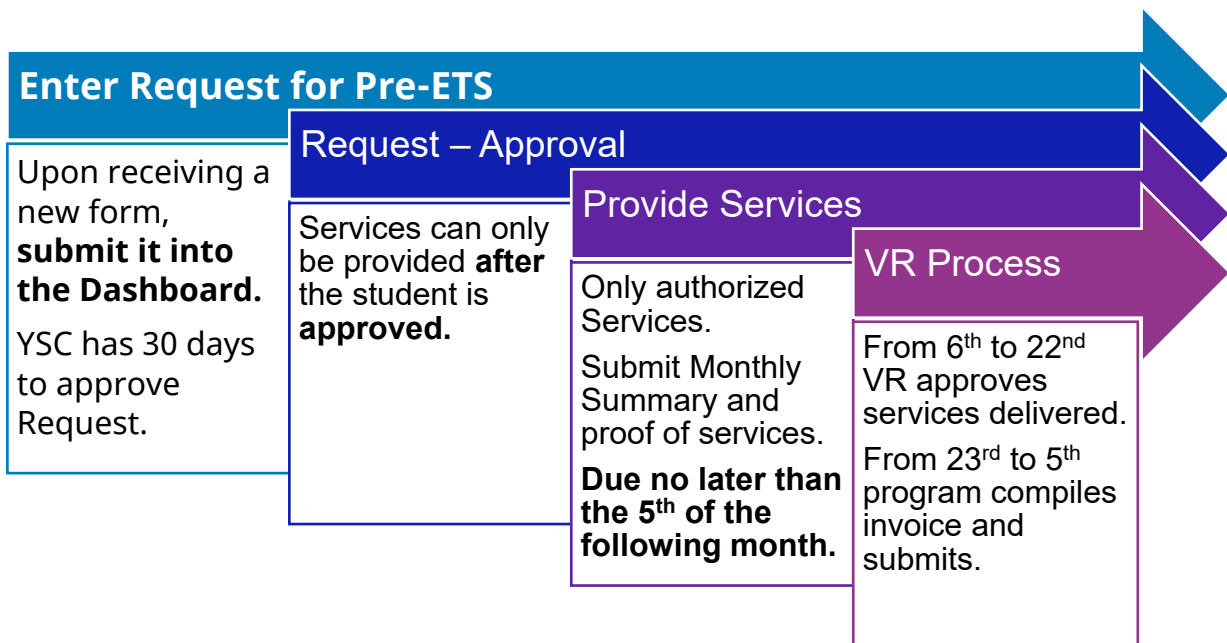 Enter Request for Pre-ETS
Upon receiving a
new form,
submit it into
the Dashboard.
YSC has 30 days
to approve
Request.
Request – Approval
Services can only
be provided after
the student is
approved.
Provide Services
Only authorized
Services.
Submit Monthly
Summary and
proof of services.
Due no later than
the 5th of the
following month.
VR Process
From 6th to 22nd
VR approves
services delivered.
From 23rd to 5th
program compiles
invoice and
submits.